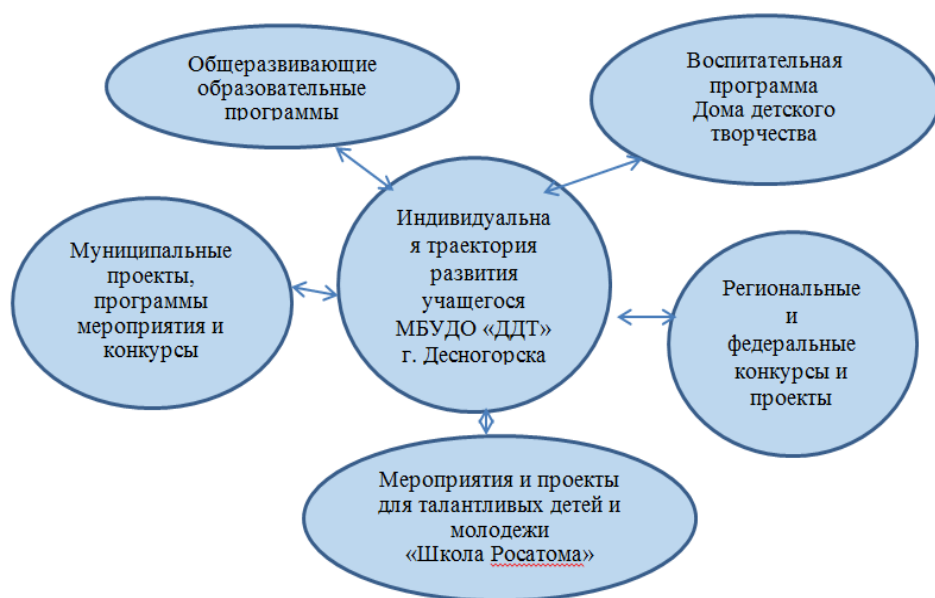 Общеразвивающие
образовательные
программы
Воспитательная
программа
Дома детского
творчества
Индивидуальна
я траектория
развития
учащегося
МБУДО «ДДТ»
г. Десногорска
Муниципальные
проекты,
программы
мероприятия и
конкурсы
Региональные
и
федеральные
конкурсы и
проекты
Мероприятия и проекты
для талантливых детей и
молодежи
«Школа Росатома»